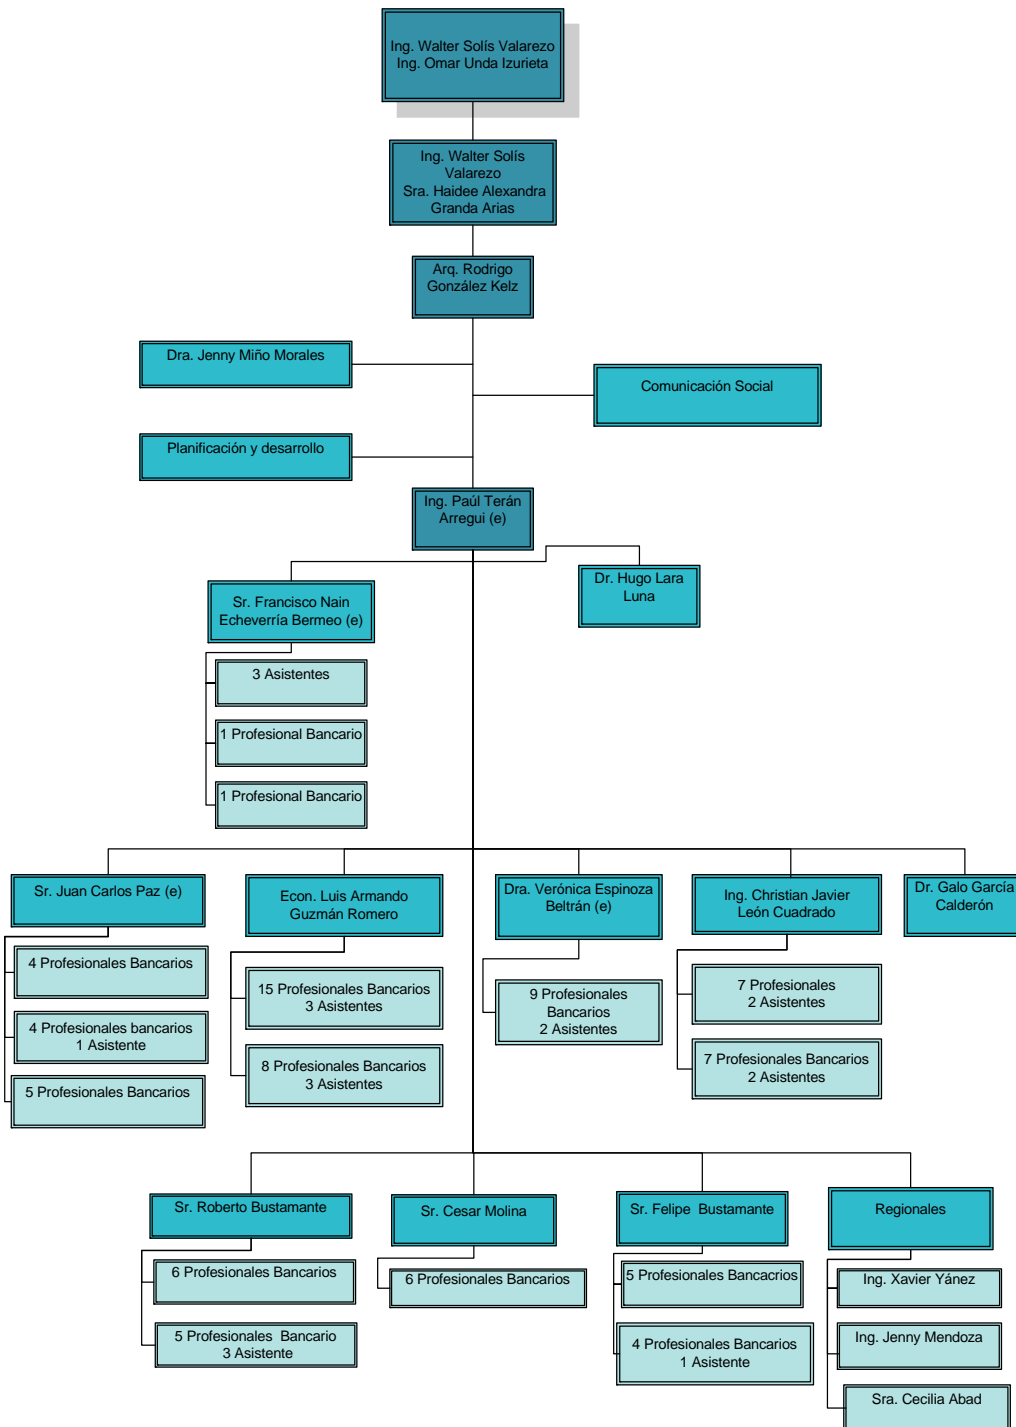 Ing. Walter Solís Valarezo
Ing. Omar Unda Izurieta
Ing. Walter Solís
Valarezo
Sra. Haidee Alexandra
Granda Arias
Arq. Rodrigo
González Kelz
Dra. Jenny Miño Morales
Comunicación Social
Planificación y desarrollo
Ing. Paúl Terán
Arregui (e)
Sr. Francisco Nain
Echeverría Bermeo (e)
Dr. Hugo Lara
Luna
3 Asistentes
1 Profesional Bancario
1 Profesional Bancario
Sr. Juan Carlos Paz (e)
4 Profesionales Bancarios
4 Profesionales bancarios
1 Asistente
5 Profesionales Bancarios
Econ. Luis Armando
Guzmán Romero
15 Profesionales Bancarios
3 Asistentes
8 Profesionales Bancarios
3 Asistentes
Dra. Verónica Espinoza
Beltrán (e)
9 Profesionales
Bancarios
2 Asistentes
Ing. Christian Javier
León Cuadrado
7 Profesionales
2 Asistentes
7 Profesionales Bancarios
2 Asistentes
Dr. Galo García
Calderón
Sr. Roberto Bustamante
6 Profesionales Bancarios
5 Profesionales  Bancario
3 Asistente
Sr. Cesar Molina
6 Profesionales Bancarios
Sr. Felipe  Bustamante
5 Profesionales Bancacrios
4 Profesionales Bancarios
1 Asistente
Regionales
Ing. Xavier Yánez
Ing. Jenny Mendoza
Sra. Cecilia Abad